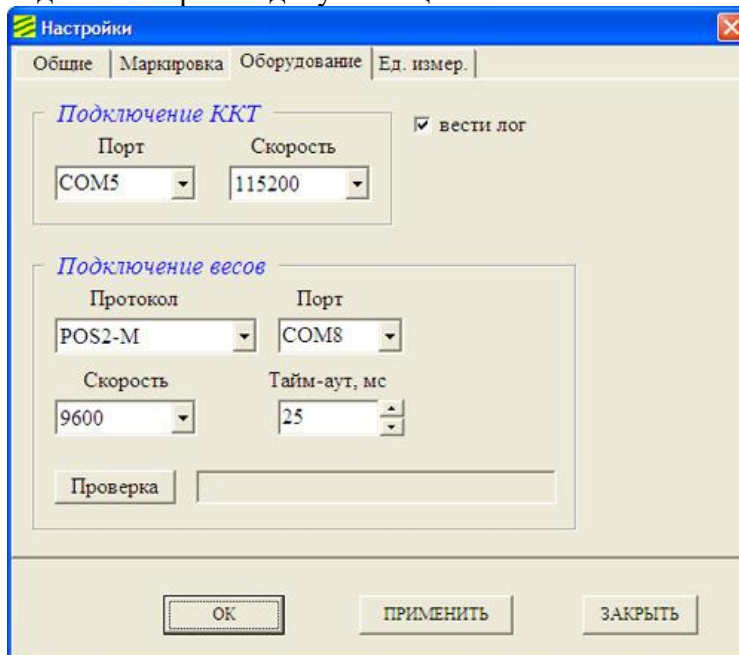 Настройки
Общие Маркировка Оборудование Ед. измер.
Подключение ККТ
вести лог
Порт Скорость
COM5 115200
Подключение весов
Протокол Порт
POS2-M COM8
Скорость Тайм-аут, мс
9600 25
Проверка
ОК ПРИМЕНИТЬ ЗАКРЫТЬ